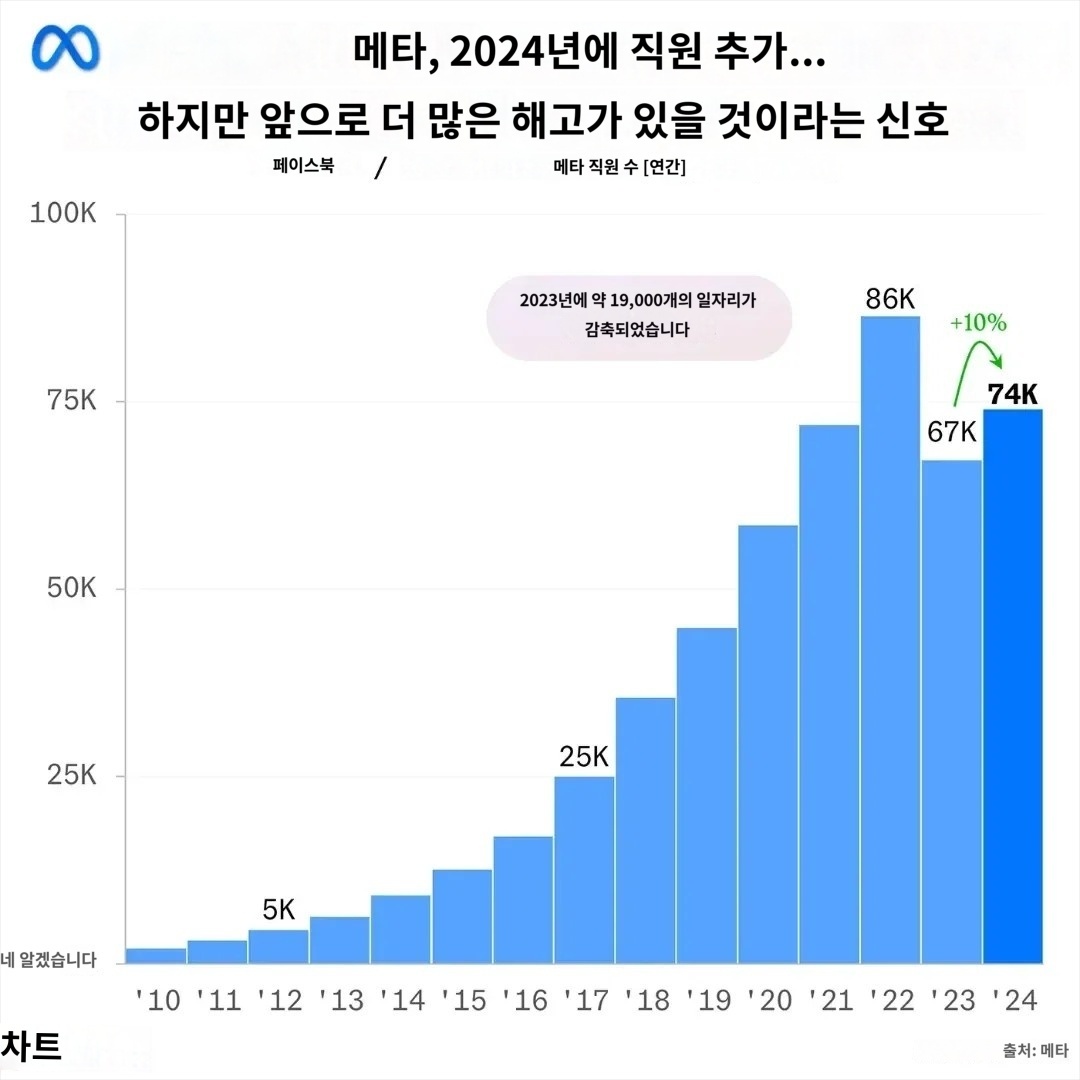 메타, 2024년에 직원 추가...
하지만 앞으로 더 많은 해고가 있을 것이라는 신호
페이스북 / 메타 직원 수 [연간]
100K
75K
50K
25K
네 알겠습니다
2023년에 약 19,000개의 일자리가
감축되었습니다
5K
25K
86K
67K
+10%
74K
'10 '11 '12 '13 '14 '15 '16 '17 '18 '19 '20 '21 '22 '23 '24
차트
출처: 메타